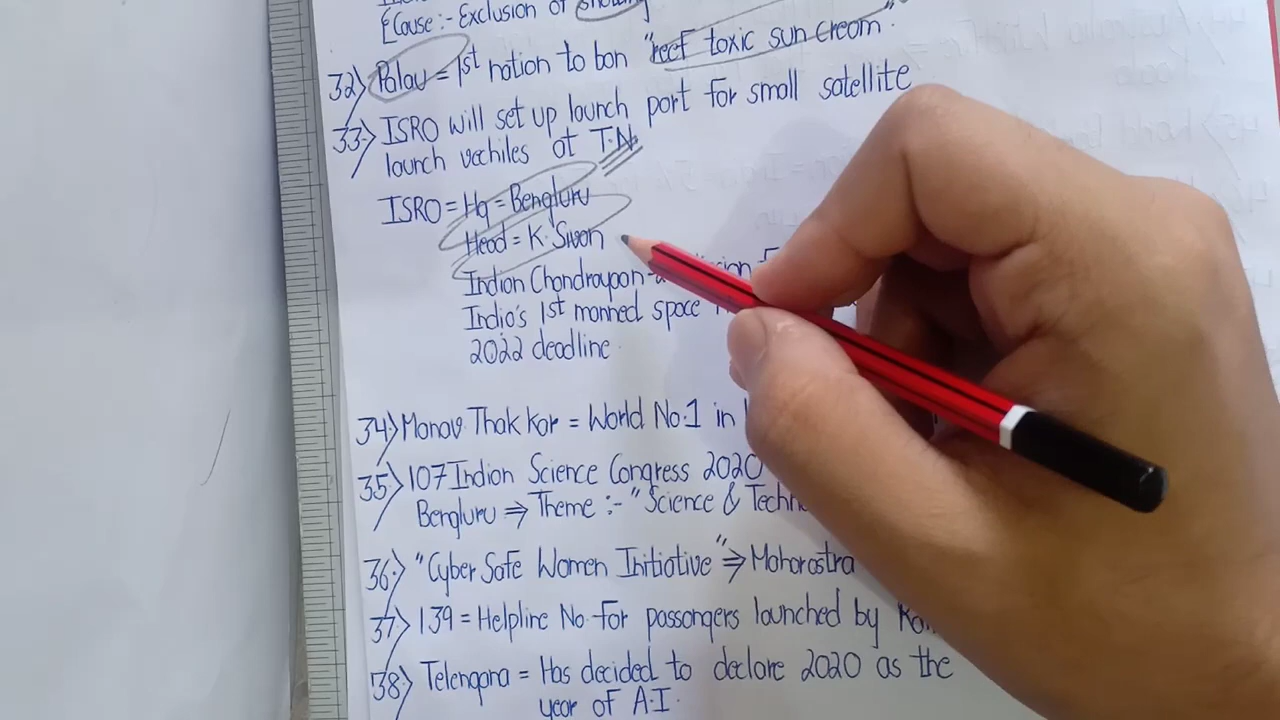 Cause :- Exclusion of
32) Palau = 1st nation to ban "reef toxic sun cream".
33) ISRO will set up launch port for small satellite
launch vechiles at T.N.
ISRO = Hq = Bengluru
Head = K. Sivan
Indian Chandrayan-
India's 1st manned space
2022 deadline
34) Manav Thakkar = World No.1 in
35) 107 Indian Science Congress 2020
Bengluru ⇒ Theme :- "Science &
36) "Cyber Safe Women Initiative" ⇒ Maharastra
37) 139 = Helpline No. for passangers launched by
38) Telengana = Has decided to declare 2020 as the
year of A.I.